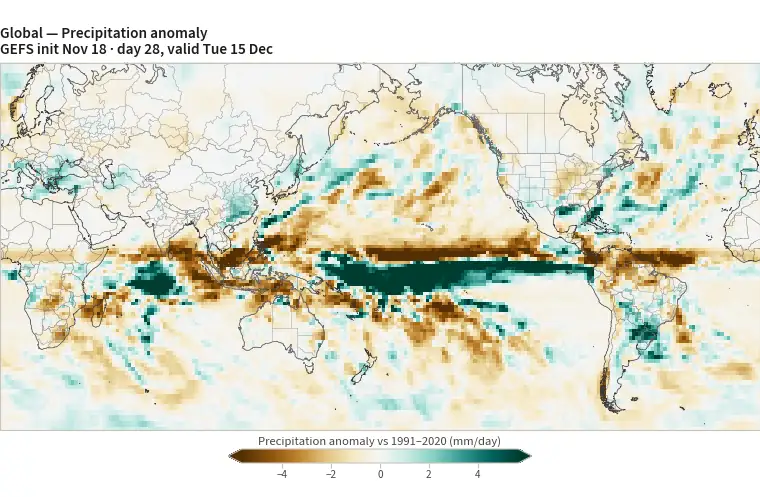 Global — Precipitation anomaly
GEFS init Nov 18 · day 28, valid Tue 15 Dec
Precipitation anomaly vs 1991–2020 (mm/day)
−4 −2 0 2 4